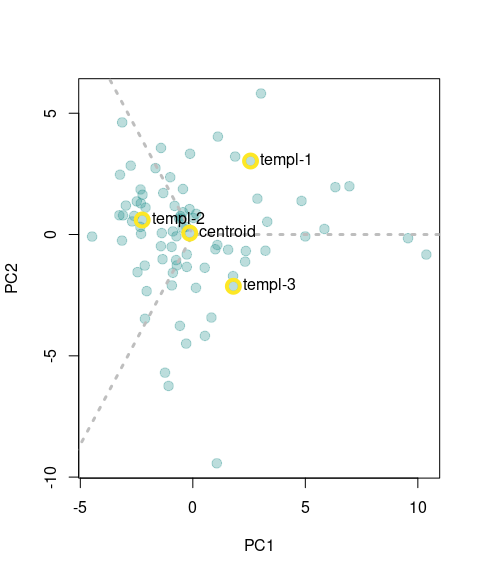 5
templ-1
templ-2
centroid
0
PC2
templ-3
-5
-10
-5
0
5
10
PC1